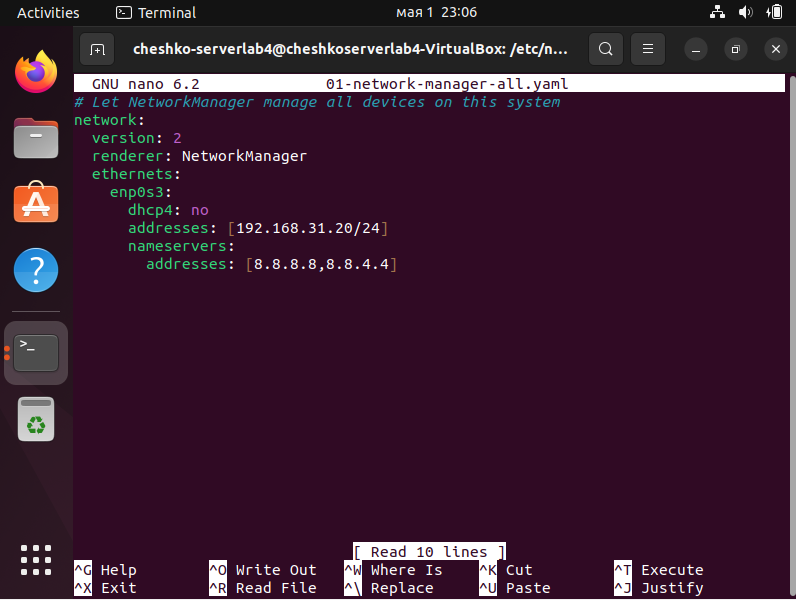 Activities Terminal мая 1 23:06
cheshko-serverlab4@cheshkoserverlab4-VirtualBox: /etc/n...
GNU nano 6.2 01-network-manager-all.yaml
# Let NetworkManager manage all devices on this system
network:
  version: 2
  renderer: NetworkManager
  ethernets:
    enp0s3:
      dhcp4: no
      addresses: [192.168.31.20/24]
      nameservers:
        addresses: [8.8.8.8,8.8.4.4]
>_
[ Read 10 lines ]
^G Help ^O Write Out ^W Where Is ^K Cut ^T Execute
^X Exit ^R Read File ^\ Replace ^U Paste ^J Justify